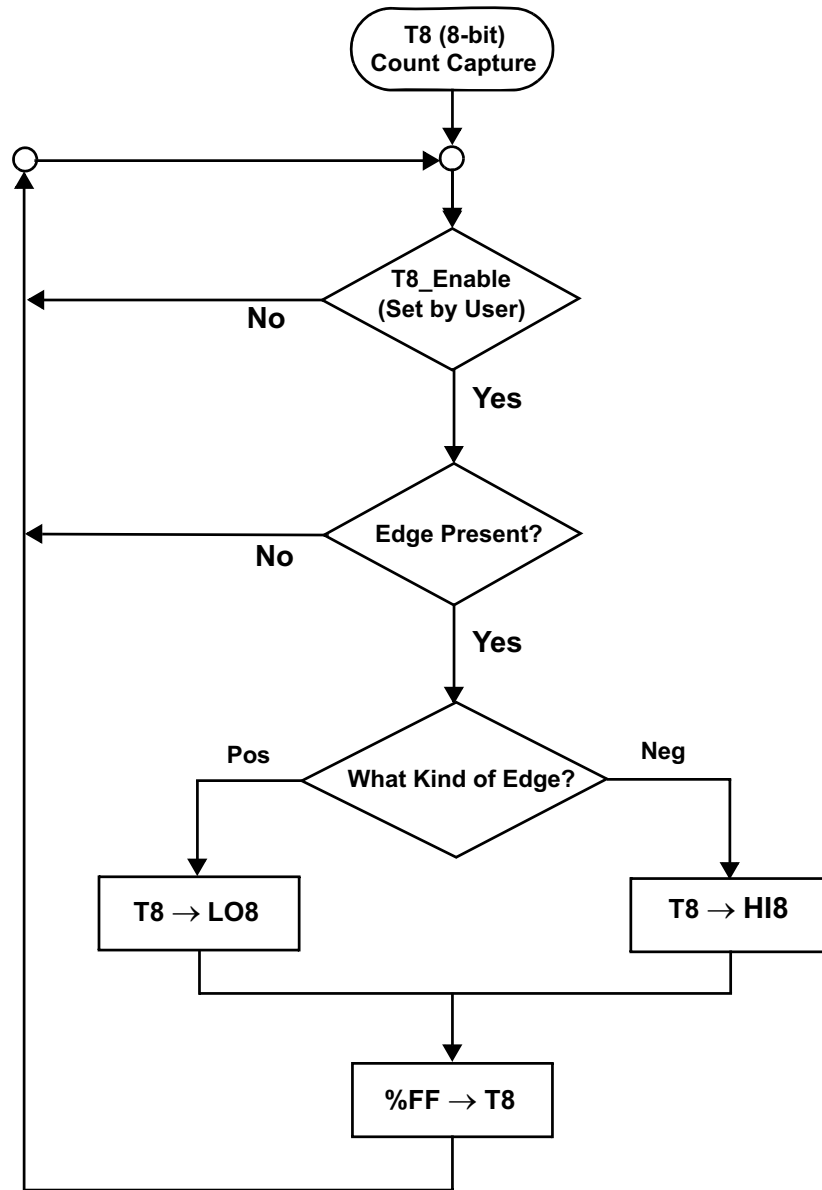 T8 (8-bit)
Count Capture
T8_Enable
(Set by User)
No
Yes
Edge Present?
No
Yes
Pos
What Kind of Edge?
Neg
T8 → LO8
T8 → HI8
%FF → T8